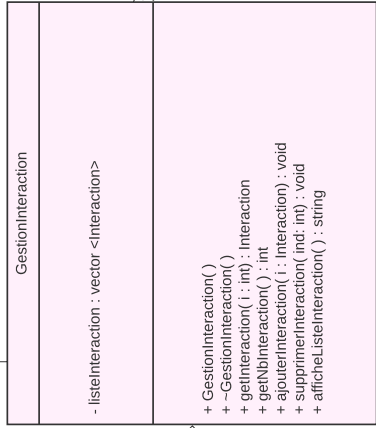 GestionInteraction
- listeInteraction : vector <Interaction>
+ GestionInteraction( )
+ ~GestionInteraction( )
+ getInteraction( i : int) : Interaction
+ getNbInteraction( ) : int
+ ajouterInteraction( i : Interaction) : void
+ supprimerInteraction( ind: int) : void
+ afficheListeInteraction( ) : string